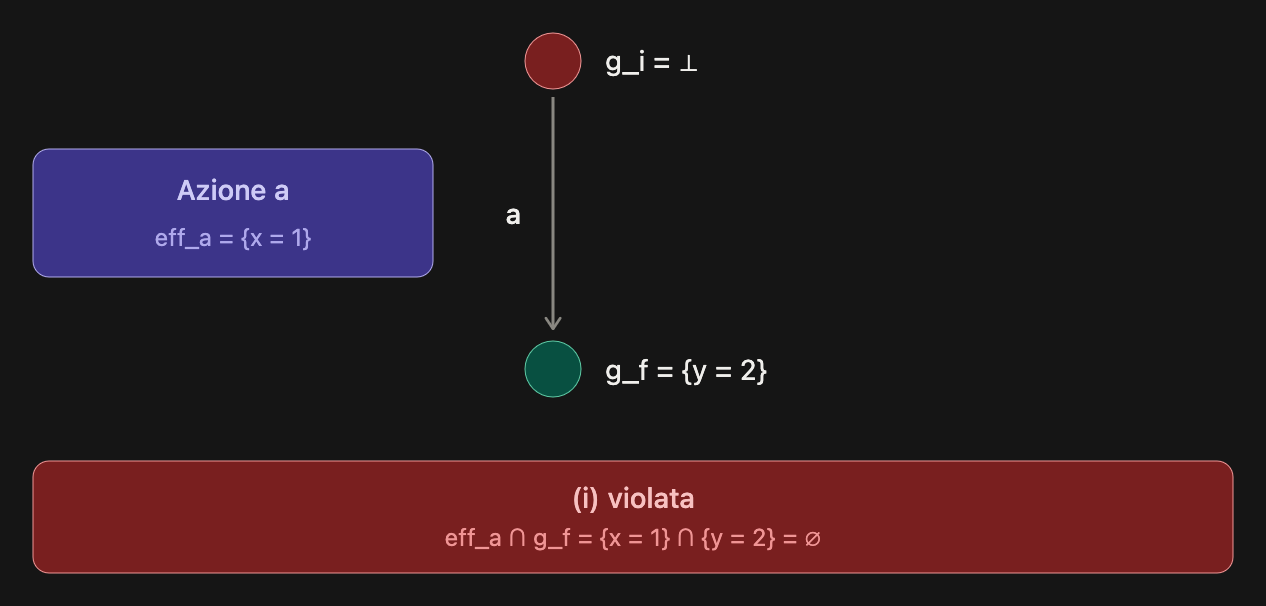 g_i = ⊥
Azione a
eff_a = {x = 1}
a
g_f = {y = 2}
(i) violata
eff_a ∩ g_f = {x = 1} ∩ {y = 2} = ∅